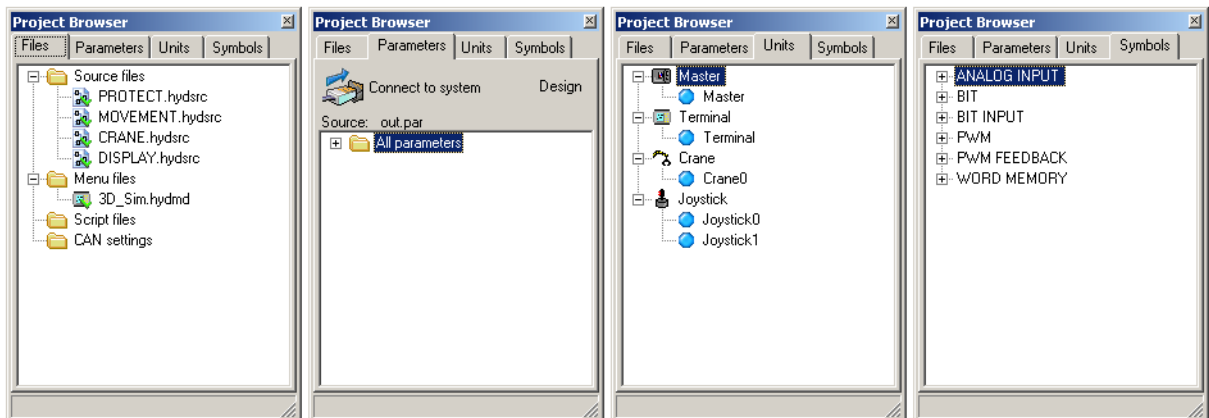 Project Browser
Files Parameters Units Symbols
Source files
PROTECT.hydsrc
MOVEMENT.hydsrc
CRANE.hydsrc
DISPLAY.hydsrc
Menu files
3D_Sim.hydmd
Script files
CAN settings
Project Browser
Files Parameters Units Symbols
Connect to system Design
Source: out.par
All parameters
Project Browser
Files Parameters Units Symbols
Master
Master
Terminal
Terminal
Crane
Crane0
Joystick
Joystick0
Joystick1
Project Browser
Files Parameters Units Symbols
ANALOG INPUT
BIT
BIT INPUT
PWM
PWM FEEDBACK
WORD MEMORY